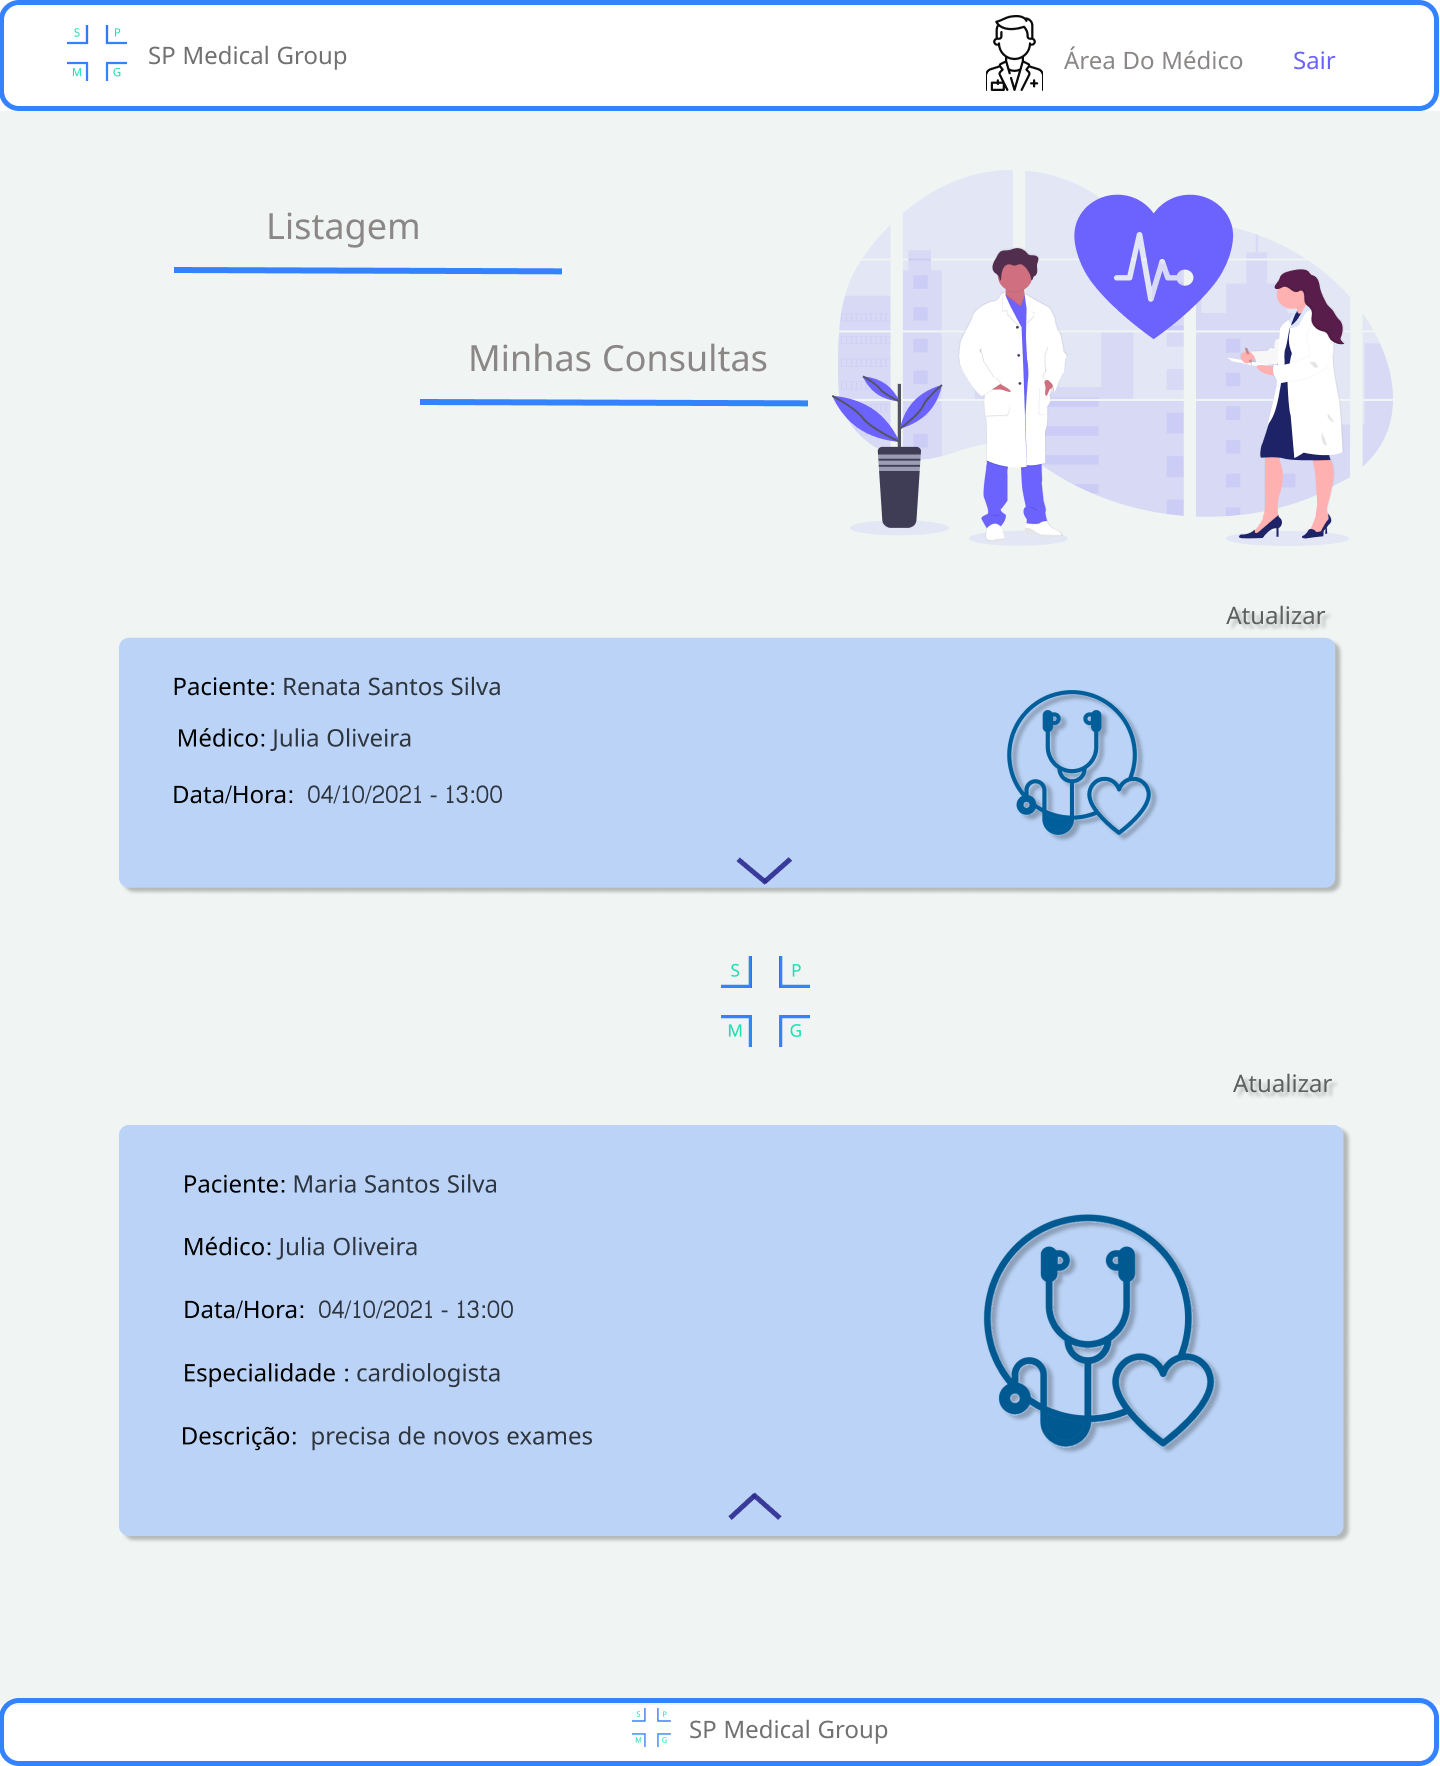 S P
M G
SP Medical Group
Área Do Médico
Sair
Listagem
Minhas Consultas
Atualizar
Paciente: Renata Santos Silva
Médico: Julia Oliveira
Data/Hora: 04/10/2021 - 13:00
S P
M G
Atualizar
Paciente: Maria Santos Silva
Médico: Julia Oliveira
Data/Hora: 04/10/2021 - 13:00
Especialidade : cardiologista
Descrição: precisa de novos exames
S P
M G
SP Medical Group